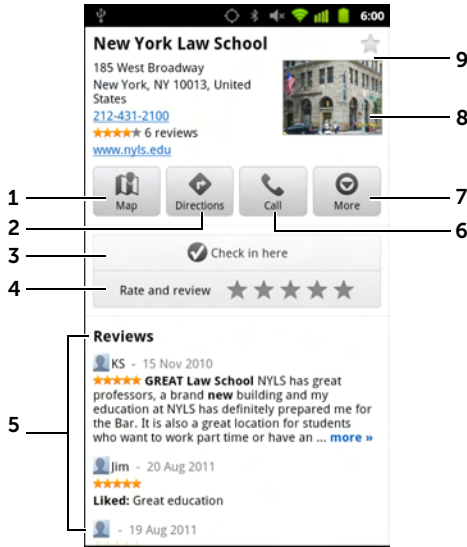 6:00
New York Law School
9
185 West Broadway
New York, NY 10013, United
States
212-431-2100
6 reviews
www.nyls.edu
8
1
Map
Directions
Call
More
7
2
6
3
Check in here
4
Rate and review
Reviews
KS - 15 Nov 2010
GREAT Law School NYLS has great
professors, a brand new building and my
education at NYLS has definitely prepared me for
the Bar. It is also a great location for students
who want to work part time or have an ... more »
5
Jim - 20 Aug 2011
Liked: Great education
- 19 Aug 2011